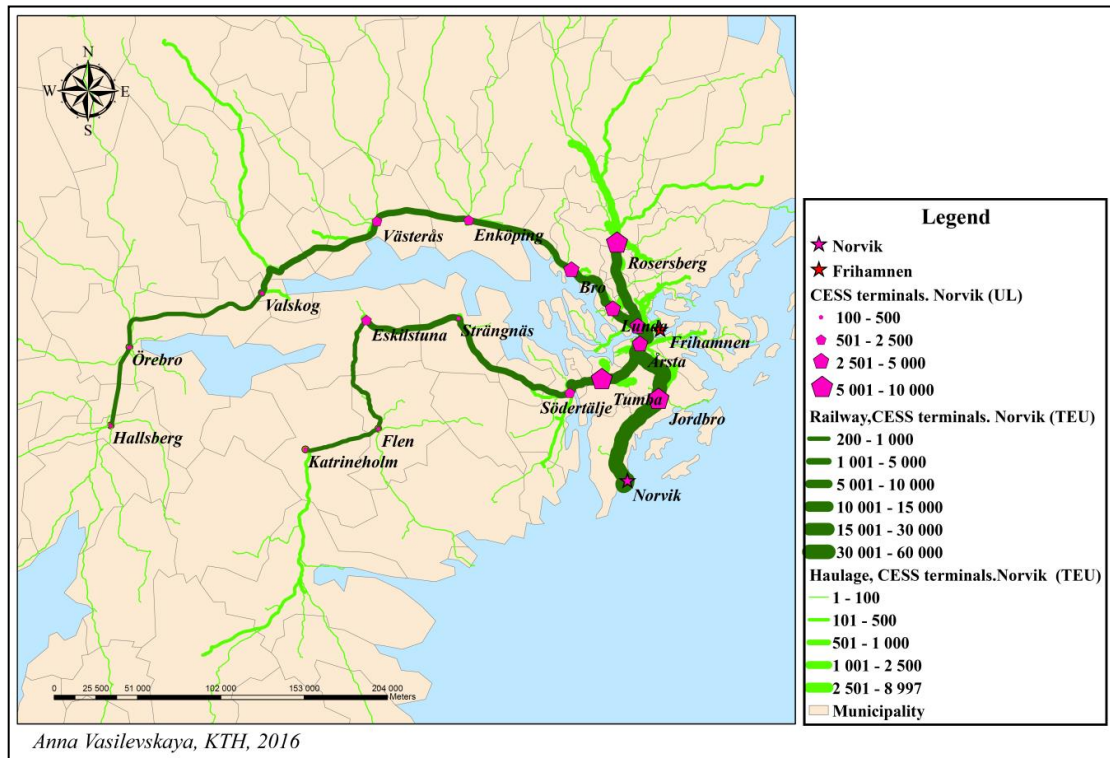 N
W
E
S
Västerås
Enköping
Rosersberg
Bro
Valskog
Eskilstuna
Strängnäs
Lunda
Frihamnen
Örebro
Årsta
Södertälje
Tumba
Jordbro
Hallsberg
Flen
Katrineholm
Norvik
0 25 500 51 000 102 000 153 000 204 000
Meters
Anna Vasilevskaya, KTH, 2016
Legend
Norvik
Frihamnen
CESS terminals. Norvik (UL)
100 - 500
501 - 2 500
2 501 - 5 000
5 001 - 10 000
Railway,CESS terminals. Norvik (TEU)
200 - 1 000
1 001 - 5 000
5 001 - 10 000
10 001 - 15 000
15 001 - 30 000
30 001 - 60 000
Haulage, CESS terminals.Norvik (TEU)
1 - 100
101 - 500
501 - 1 000
1 001 - 2 500
2 501 - 8 997
Municipality